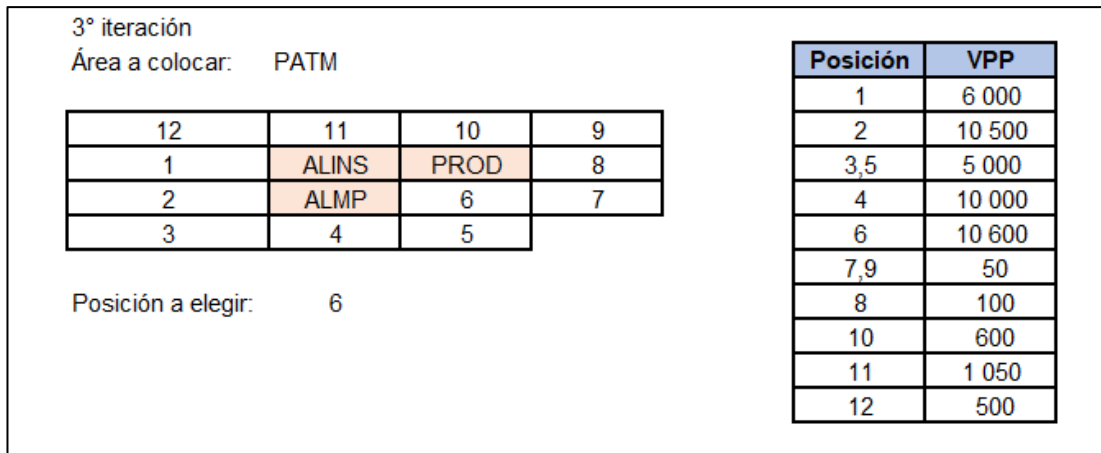 3° iteración
Área a colocar: PATM
12 11 10 9
1 ALINS PROD 8
2 ALMP 6 7
3 4 5
Posición a elegir: 6
Posición VPP
1 6 000
2 10 500
3,5 5 000
4 10 000
6 10 600
7,9 50
8 100
10 600
11 1 050
12 500